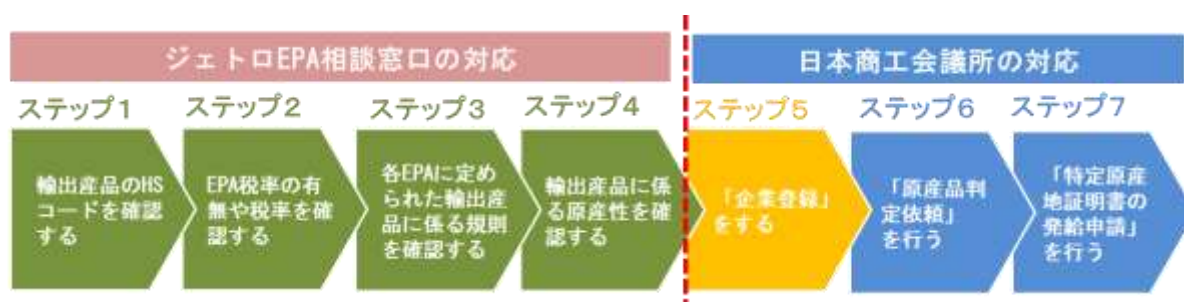 ジェトロEPA相談窓口の対応
日本商工会議所の対応
ステップ1
ステップ2
ステップ3
ステップ4
ステップ5
ステップ6
ステップ7
輸出産品のHS
コードを確認
する
EPA税率の有
無や税率を確
認する
各EPAに定め
られた輸出産
品に係る規則
を確認する
輸出産品に係
る原産性を確
認する
「企業登録」
をする
「原産品判
定依頼」
を行う
「特定原産
地証明書の
発給申請」
を行う